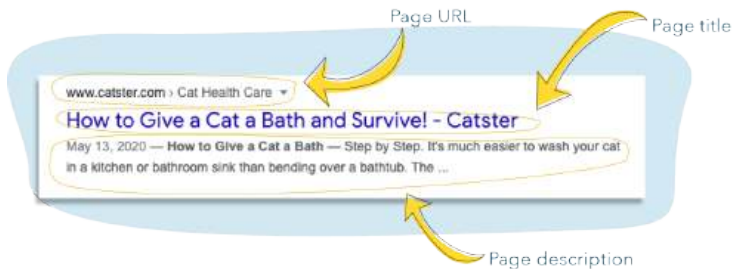 Page URL
Page title
www.catster.com › Cat Health Care
How to Give a Cat a Bath and Survive! - Catster
May 13, 2020 — How to Give a Cat a Bath — Step by Step. It's much easier to wash your cat
in a kitchen or bathroom sink than bending over a bathtub. The ...
Page description